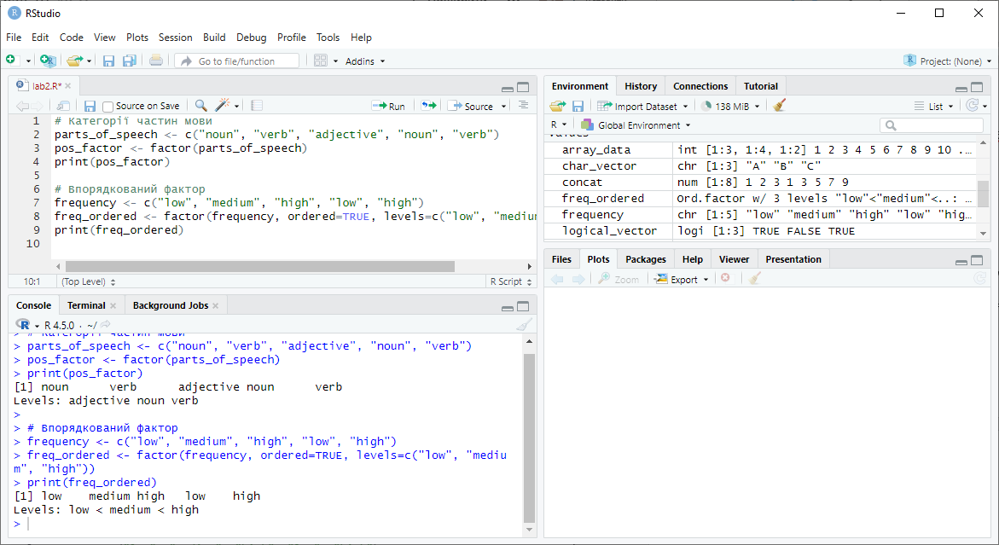 RStudio
File Edit Code View Plots Session Build Debug Profile Tools Help
Go to file/function Addins Project: (None)
lab2.R*
Source on Save Run Source
1 # Категорії частин мови
2 parts_of_speech <- c("noun", "verb", "adjective", "noun", "verb")
3 pos_factor <- factor(parts_of_speech)
4 print(pos_factor)
5
6 # Впорядкований фактор
7 frequency <- c("low", "medium", "high", "low", "high")
8 freq_ordered <- factor(frequency, ordered=TRUE, levels=c("low", "mediu
9 print(freq_ordered)
10
10:1 (Top Level) R Script
Console Terminal Background Jobs
R R 4.5.0 · ~/
> # Категорії частин мови
> parts_of_speech <- c("noun", "verb", "adjective", "noun", "verb")
> pos_factor <- factor(parts_of_speech)
> print(pos_factor)
[1] noun verb adjective noun verb
Levels: adjective noun verb
>
> # Впорядкований фактор
> frequency <- c("low", "medium", "high", "low", "high")
> freq_ordered <- factor(frequency, ordered=TRUE, levels=c("low", "mediu
m", "high"))
> print(freq_ordered)
[1] low medium high low high
Levels: low < medium < high
>
Environment History Connections Tutorial
Import Dataset 138 MiB List
R Global Environment
Values
array_data int [1:3, 1:4, 1:2] 1 2 3 4 5 6 7 8 9 10 ...
char_vector chr [1:3] "A" "B" "C"
concat num [1:8] 1 2 3 1 3 5 7 9
freq_ordered Ord.factor w/ 3 levels "low"<"medium"<..: …
frequency chr [1:5] "low" "medium" "high" "low" "hig…
logical_vector logi [1:3] TRUE FALSE TRUE
Files Plots Packages Help Viewer Presentation
Zoom Export